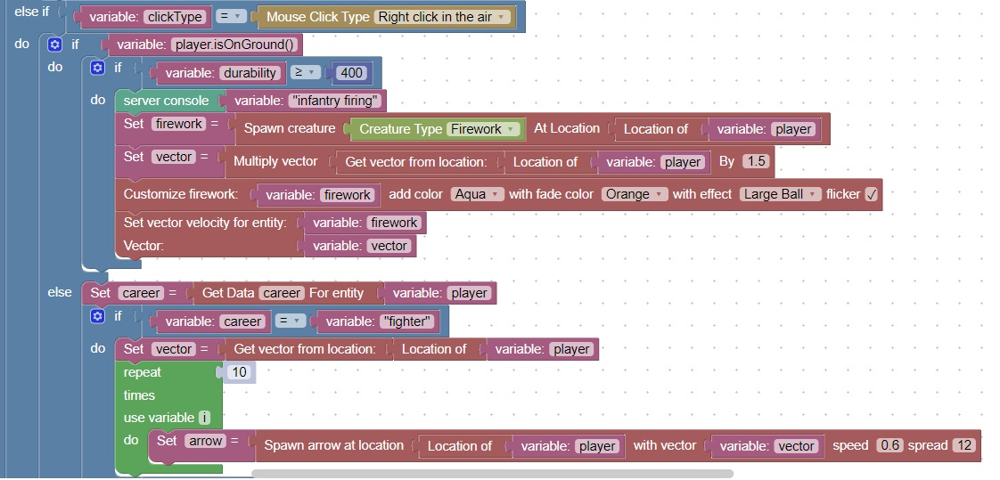 else if variable: clickType = Mouse Click Type Right click in the air
do if variable: player.isOnGround()
do if variable: durability ≥ 400
do server console variable: "infantry firing"
Set firework = Spawn creature Creature Type Firework At Location Location of variable: player
Set vector = Multiply vector Get vector from location: Location of variable: player By 1.5
Customize firework: variable: firework add color Aqua with fade color Orange with effect Large Ball flicker ✓
Set vector velocity for entity: variable: firework
Vector: variable: vector
else Set career = Get Data career For entity variable: player
if variable: career = variable: "fighter"
do Set vector = Get vector from location: Location of variable: player
repeat 10
times
use variable i
do Set arrow = Spawn arrow at location Location of variable: player with vector variable: vector speed 0.6 spread 12